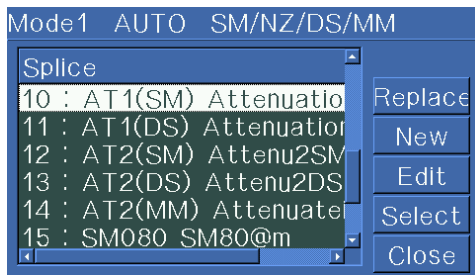 Mode1 AUTO SM/NZ/DS/MM
Splice
10 : AT1(SM) Attenuatio
11 : AT1(DS) Attenuation
12 : AT2(SM) Attenu2SM
13 : AT2(DS) Attenu2DS
14 : AT2(MM) Attenuate
15 : SM080 SM80@m
Replace
New
Edit
Select
Close